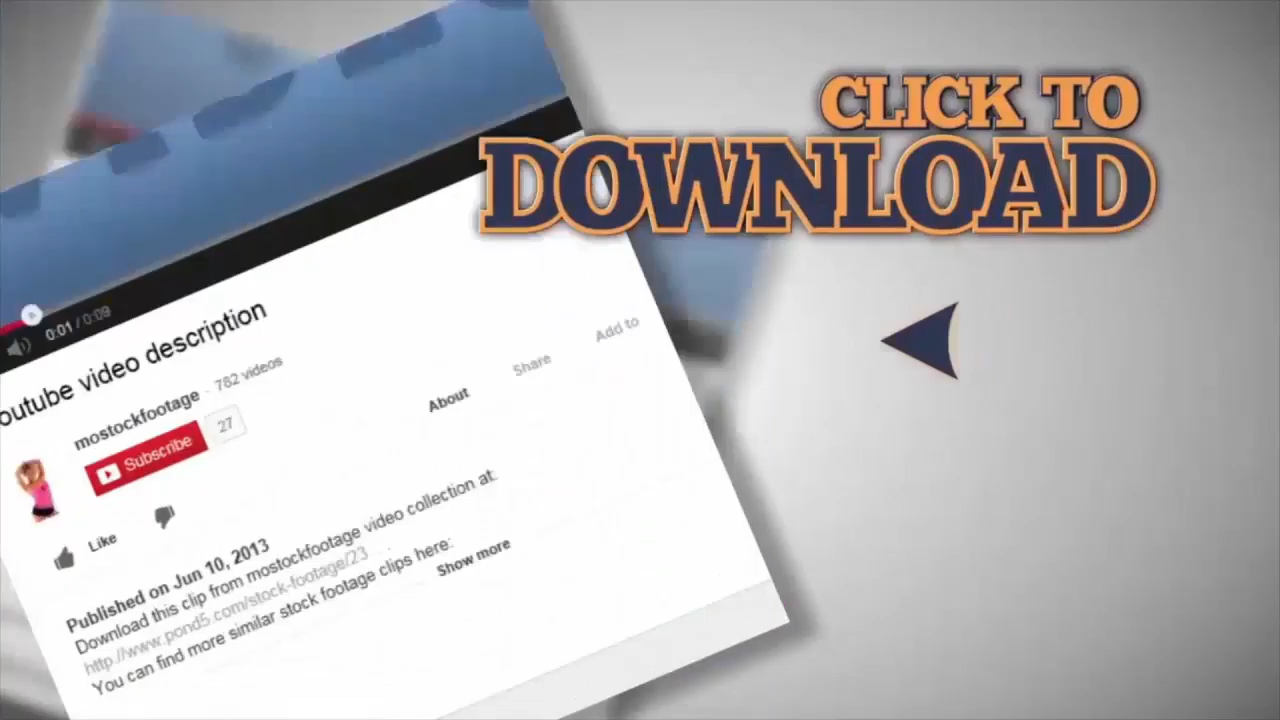 CLICK TO
DOWNLOAD
0:01 / 0:09
outube video description
mostockfootage · 782 videos
Subscribe 27
About Share Add to
Like
Published on Jun 10, 2013
Download this clip from mostockfootage video collection at:
http://www.pond5.com/stock-footage/23
You can find more similar stock footage clips here:
Show more